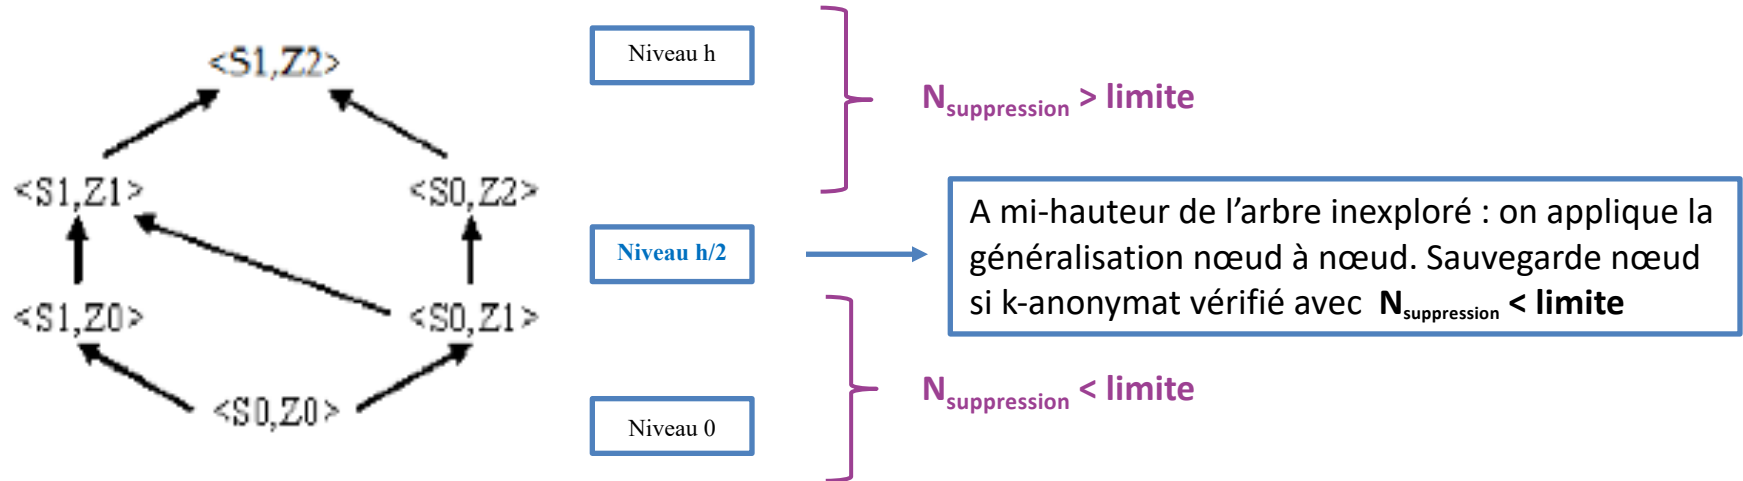 <S1,Z2>
<S1,Z1>
<S0,Z2>
<S1,Z0>
<S0,Z1>
<S0,Z0>
Niveau h
Niveau h/2
Niveau 0
Nsuppression > limite
A mi-hauteur de l’arbre inexploré : on applique la
généralisation nœud à nœud. Sauvegarde nœud
si k-anonymat vérifié avec Nsuppression < limite
Nsuppression < limite